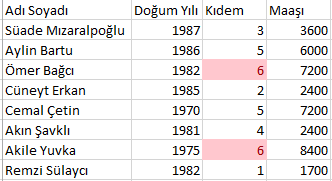 Adı Soyadı Doğum Yılı Kıdem Maaşı
Süade Mızaralpoğlu 1987 3 3600
Aylin Bartu 1986 5 6000
Ömer Bağcı 1982 6 7200
Cüneyt Erkan 1985 2 2400
Cemal Çetin 1970 5 7200
Akın Şavklı 1981 4 2400
Akile Yuvka 1975 6 8400
Remzi Sülaycı 1982 1 1700